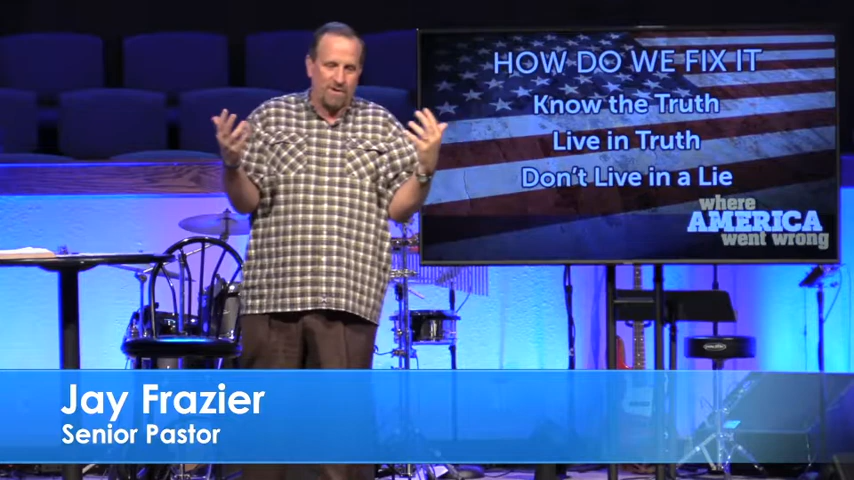 HOW DO WE FIX IT
Know the Truth
Live in Truth
Don't Live in a Lie
where
AMERICA
went wrong
Jay Frazier
Senior Pastor